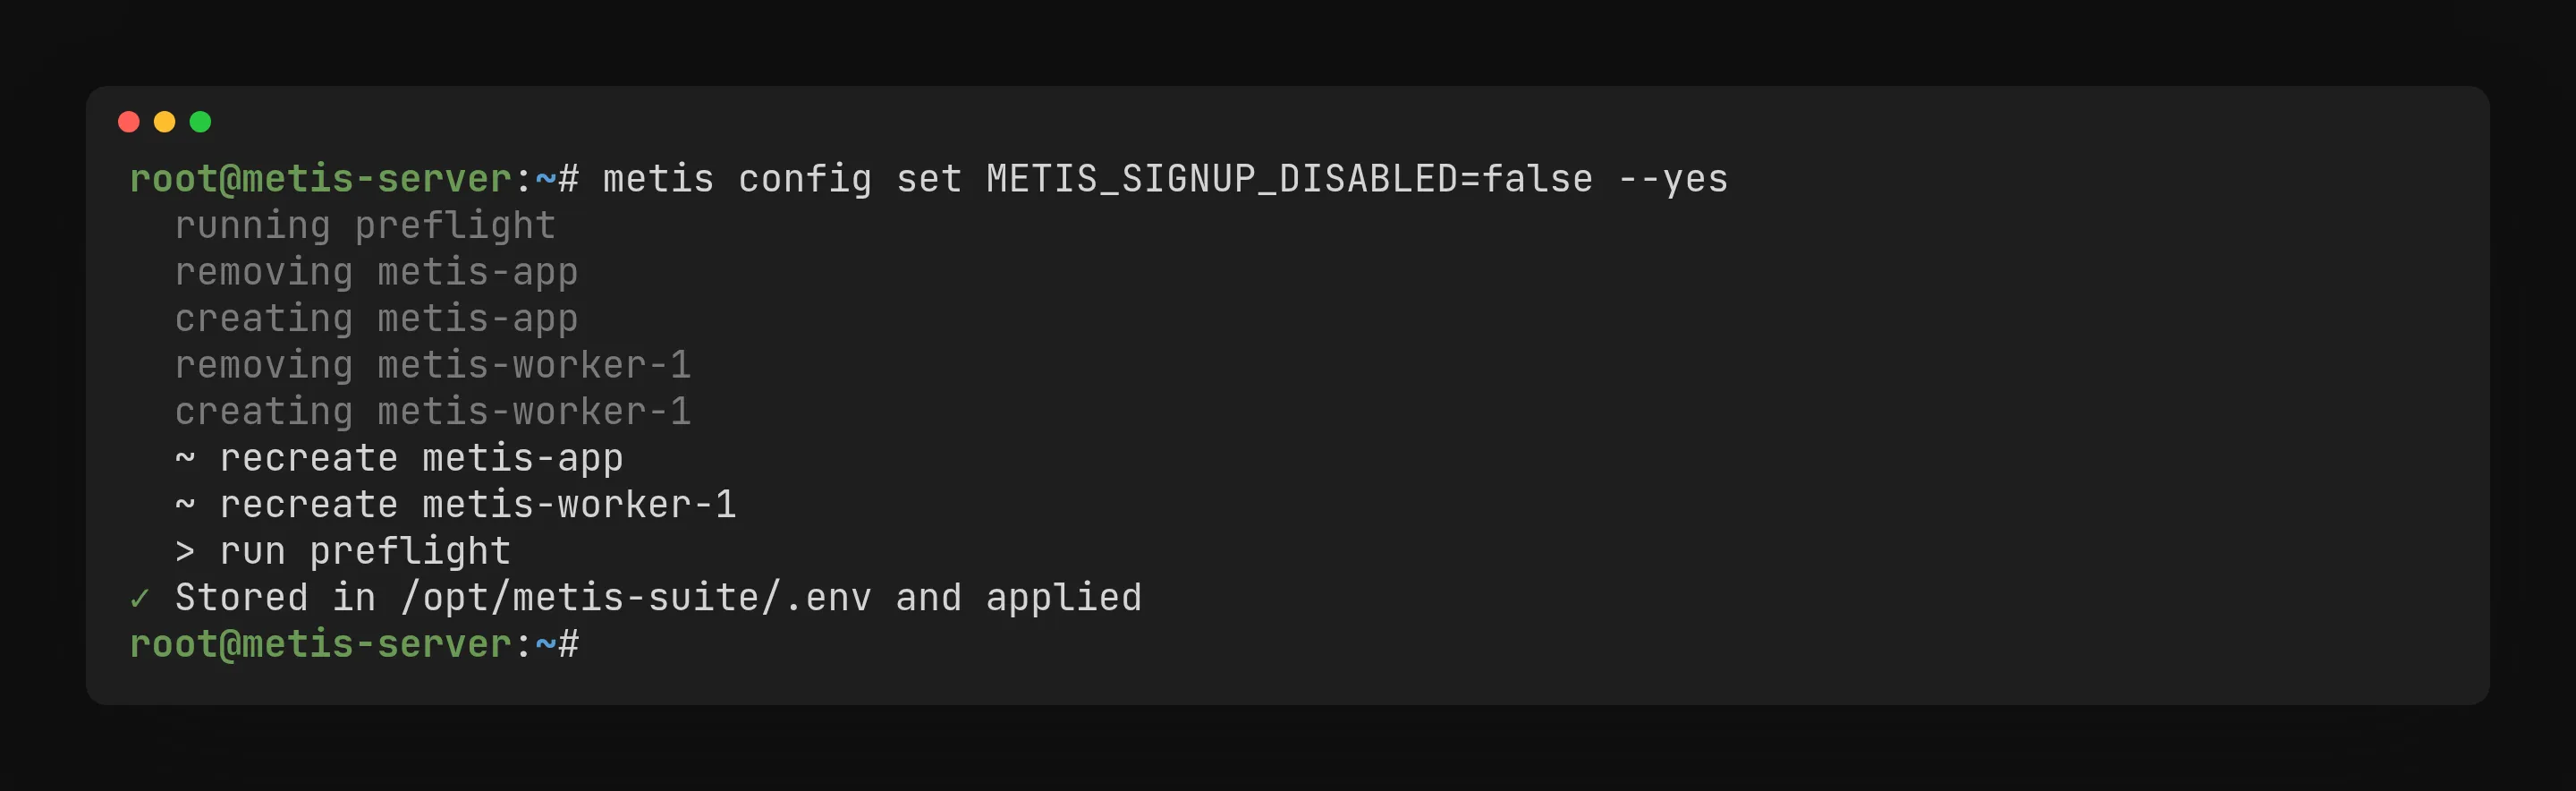 root@metis-server:~# metis config set METIS_SIGNUP_DISABLED=false --yes
running preflight
removing metis-app
creating metis-app
removing metis-worker-1
creating metis-worker-1
~ recreate metis-app
~ recreate metis-worker-1
> run preflight
✓ Stored in /opt/metis-suite/.env and applied
root@metis-server:~#